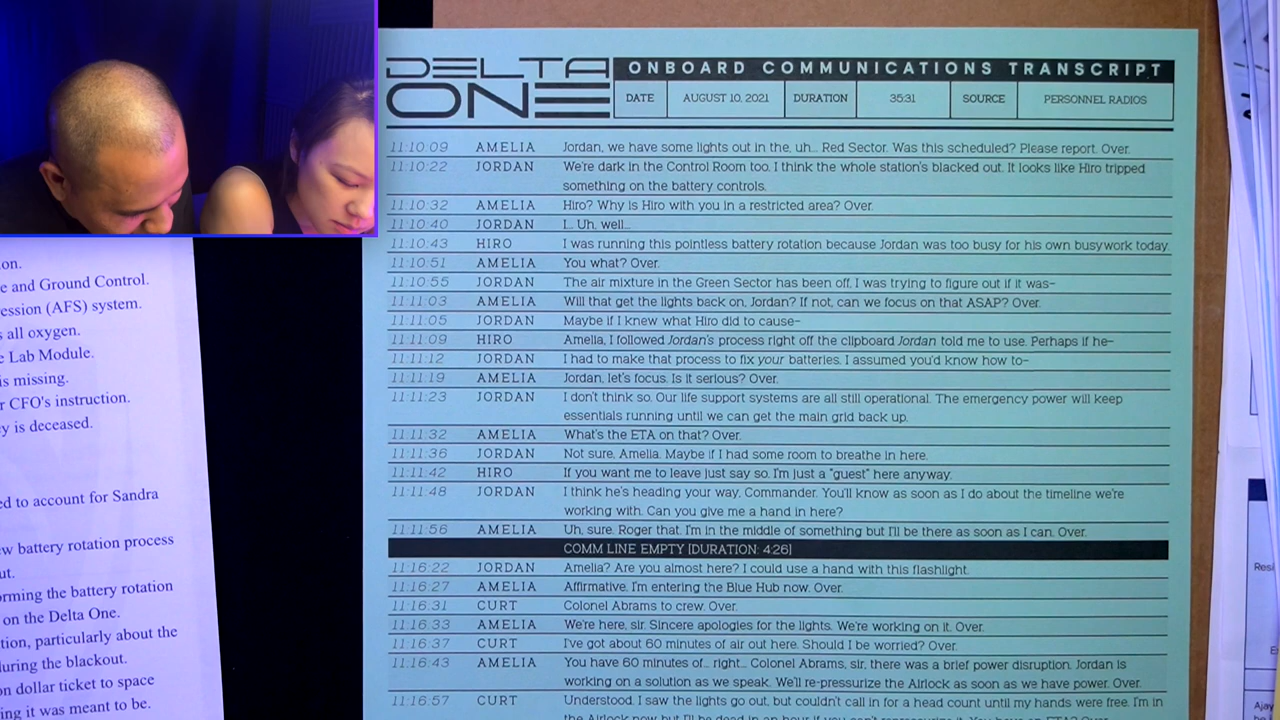 DELTA ONE
ONBOARD COMMUNICATIONS TRANSCRIPT
DATE AUGUST 10, 2021 DURATION 35:31 SOURCE PERSONNEL RADIOS
11:10:09 AMELIA Jordan, we have some lights out in the, uh... Red Sector. Was this scheduled? Please report. Over.
11:10:22 JORDAN We're dark in the Control Room too. I think the whole station's blacked out. It looks like Hiro tripped
something on the battery controls.
11:10:32 AMELIA Hiro? Why is Hiro with you in a restricted area? Over.
11:10:40 JORDAN I... Uh, well...
11:10:43 HIRO I was running this pointless battery rotation because Jordan was too busy for his own busywork today.
11:10:51 AMELIA You what? Over.
11:10:55 JORDAN The air mixture in the Green Sector has been off. I was trying to figure out if it was-
11:11:03 AMELIA Will that get the lights back on, Jordan? If not, can we focus on that ASAP? Over.
11:11:05 JORDAN Maybe if I knew what Hiro did to cause-
11:11:09 HIRO Amelia, I followed Jordan's process right off the clipboard Jordan told me to use. Perhaps if he-
11:11:12 JORDAN I had to make that process to fix your batteries. I assumed you'd know how to-
11:11:19 AMELIA Jordan, let's focus. Is it serious? Over.
11:11:23 JORDAN I don't think so. Our life support systems are all still operational. The emergency power will keep
essentials running until we can get the main grid back up.
11:11:32 AMELIA What's the ETA on that? Over.
11:11:36 JORDAN Not sure, Amelia. Maybe if I had some room to breathe in here.
11:11:42 HIRO If you want me to leave just say so. I'm just a "guest" here anyway.
11:11:48 JORDAN I think he's heading your way, Commander. You'll know as soon as I do about the timeline we're
working with. Can you give me a hand in here?
11:11:56 AMELIA Uh, sure. Roger that. I'm in the middle of something but I'll be there as soon as I can. Over.
COMM LINE EMPTY [DURATION: 4:26]
11:16:22 JORDAN Amelia? Are you almost here? I could use a hand with this flashlight.
11:16:27 AMELIA Affirmative. I'm entering the Blue Hub now. Over.
11:16:31 CURT Colonel Abrams to crew. Over.
11:16:33 AMELIA We're here, sir. Sincere apologies for the lights. We're working on it. Over.
11:16:37 CURT I've got about 60 minutes of air out here. Should I be worried? Over.
11:16:43 AMELIA You have 60 minutes of... right... Colonel Abrams, sir, there was a brief power disruption. Jordan is
working on a solution as we speak. We'll re-pressurize the Airlock as soon as we have power. Over.
11:16:57 CURT Understood. I saw the lights go out, but couldn't call in for a head count until my hands were free. I'm in
the Airlock now but I'll be dead in an hour if you can't repressurize it. You have an ETA? Over.
on.
e and Ground Control.
ession (AFS) system.
s all oxygen.
e Lab Module.
is missing.
r CFO's instruction.
y is deceased.
ed to account for Sandra
ew battery rotation process
ut.
orming the battery rotation
on the Delta One.
tion, particularly about the
during the blackout.
on dollar ticket to space
ing it was meant to be.
Resi
Ajay